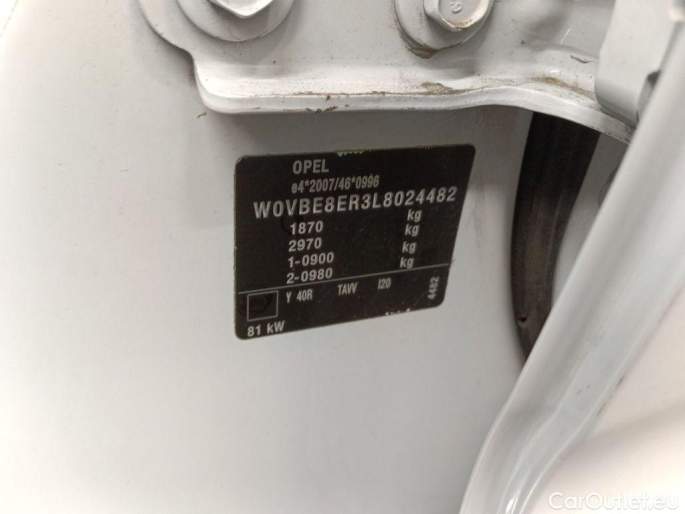 OPEL
e4*2007/46*0996
W0VBE8ER3L8024482
1870 kg
2970 kg
1-0900 kg
2-0980 kg
Y 40R TAVV I20
4482
81 kW
CarOutlet.eu